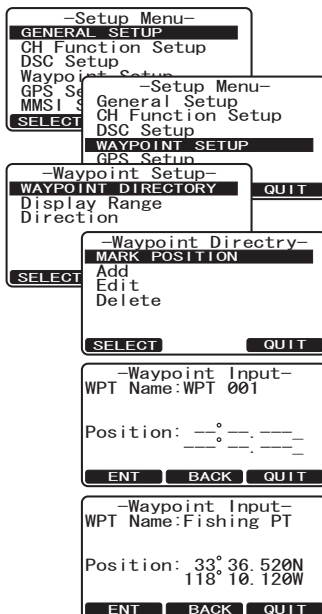 –Setup Menu–
GENERAL SETUP
CH Function Setup
DSC Setup
GPS
MMSI
SELECT
–Setup Menu–
General Setup
CH Function Setup
DSC Setup
WAYPOINT SETUP
GPS Setup
QUIT
–Waypoint Setup–
WAYPOINT DIRECTORY
Display Range
Direction
SELECT
–Waypoint Directry–
MARK POSITION
Add
Edit
Delete
SELECT QUIT
–Waypoint Input–
WPT Name:WPT 001
Position: ––°––.–––_
–––°––.–––_
ENT BACK QUIT
–Waypoint Input–
WPT Name:Fishing PT
Position: 33°36.520N
118°10.120W
ENT BACK QUIT